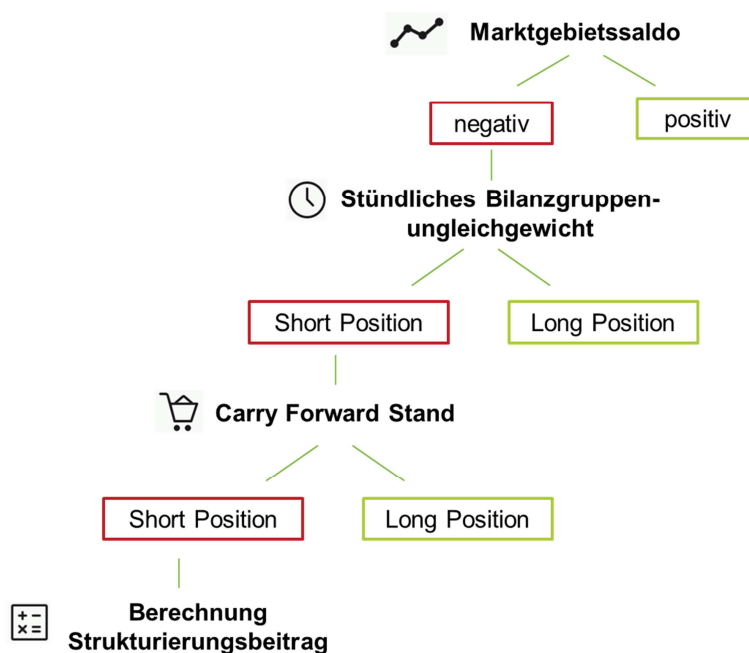 Marktgebietssaldo
negativ
positiv
Stündliches Bilanzgruppen-
ungleichgewicht
Short Position
Long Position
Carry Forward Stand
Short Position
Long Position
Berechnung
Strukturierungsbeitrag